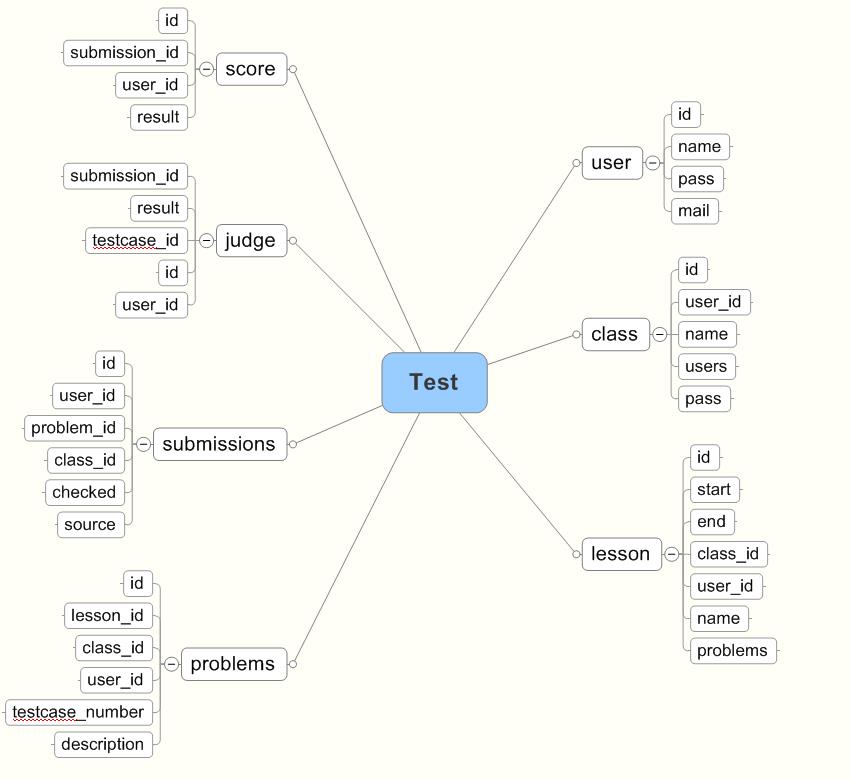 Test
score
id
submission_id
user_id
result
judge
submission_id
result
testcase_id
id
user_id
submissions
id
user_id
problem_id
class_id
checked
source
problems
id
lesson_id
class_id
user_id
testcase_number
description
user
id
name
pass
mail
class
id
user_id
name
users
pass
lesson
id
start
end
class_id
user_id
name
problems